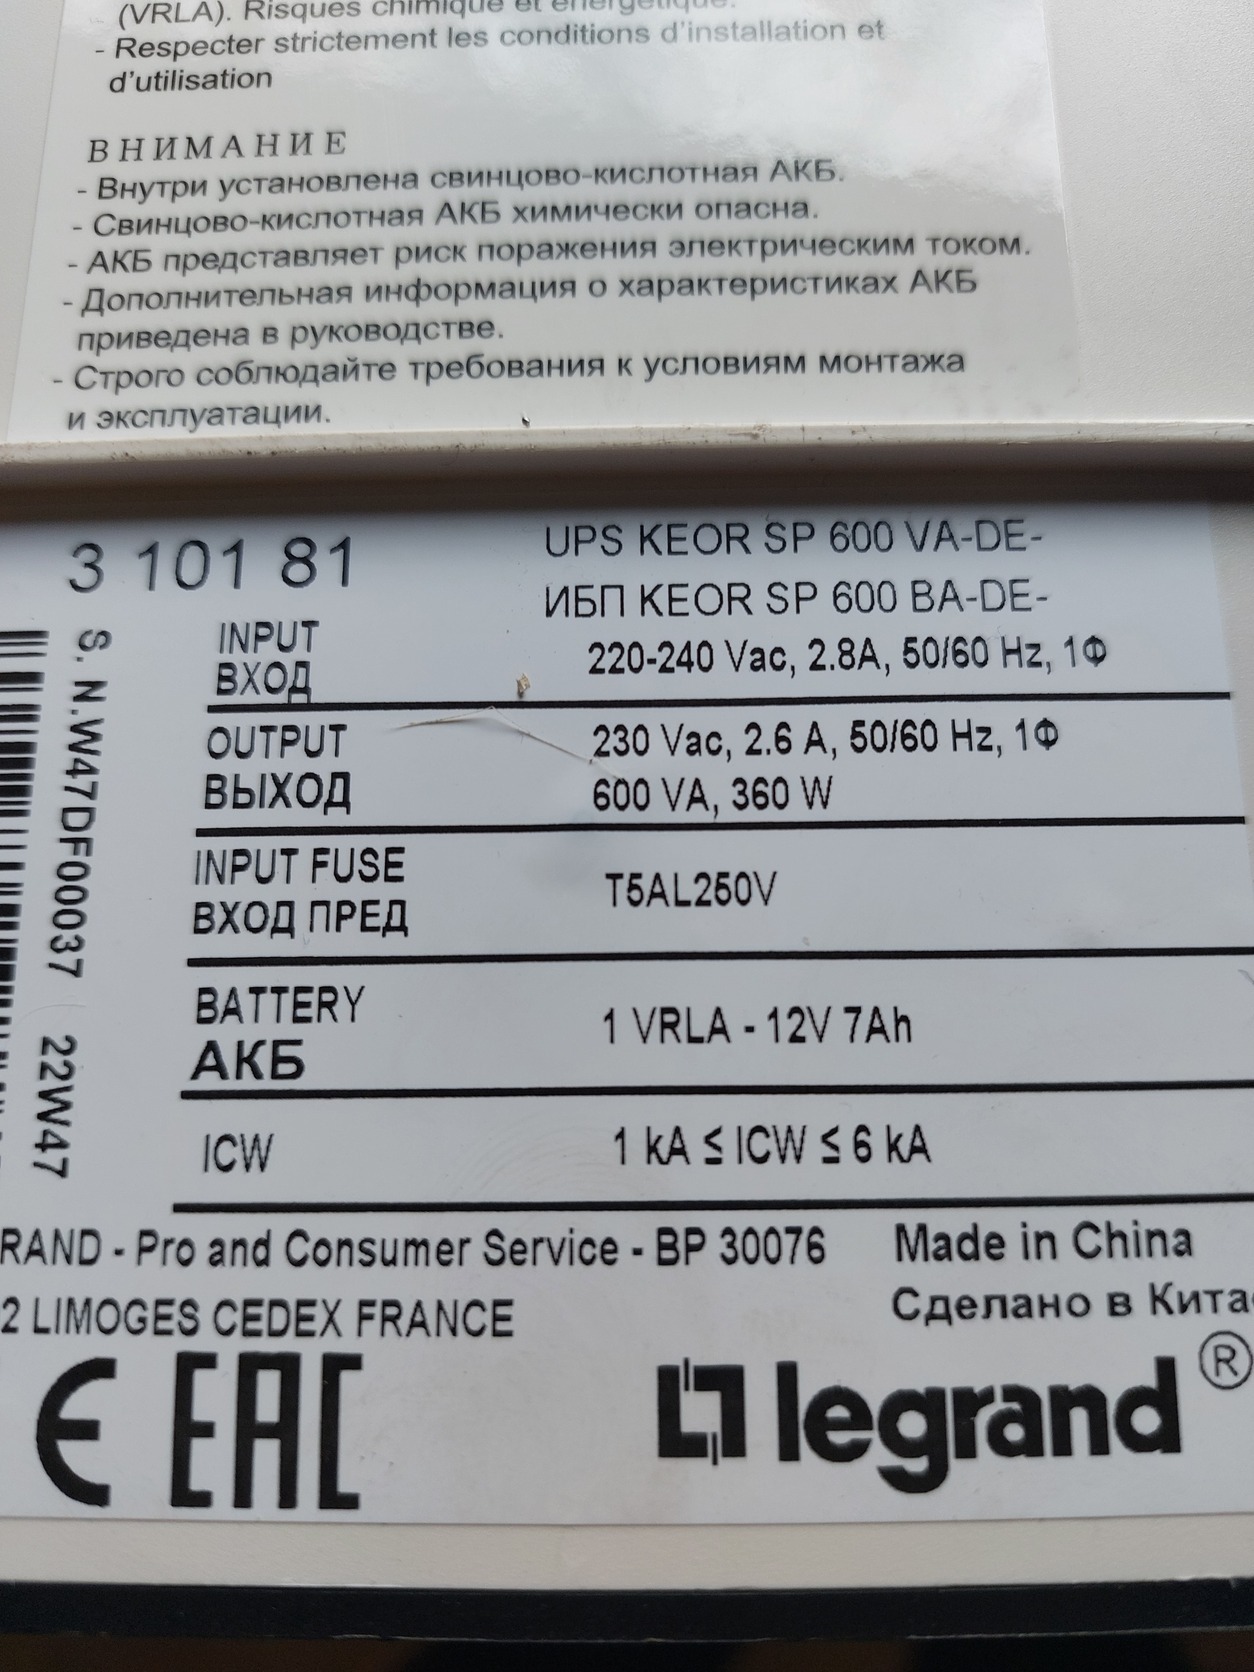 (VRLA). Risques chimique et énergétique.
- Respecter strictement les conditions d'installation et
d'utilisation
ВНИМАНИЕ
- Внутри установлена свинцово-кислотная АКБ.
- Свинцово-кислотная АКБ химически опасна.
- АКБ представляет риск поражения электрическим током.
- Дополнительная информация о характеристиках АКБ
приведена в руководстве.
- Строго соблюдайте требования к условиям монтажа
и эксплуатации.
3 101 81
UPS KEOR SP 600 VA-DE-
ИБП KEOR SP 600 ВА-DE-
INPUT
ВХОД
220-240 Vac, 2.8A, 50/60 Hz, 1Ф
OUTPUT
ВЫХОД
230 Vac, 2.6 A, 50/60 Hz, 1Ф
600 VA, 360 W
INPUT FUSE
ВХОД ПРЕД
T5AL250V
BATTERY
АКБ
1 VRLA - 12V 7Ah
ICW
1 kA ≤ ICW ≤ 6 kA
S.N.W47DF00037 22W47
RAND - Pro and Consumer Service - BP 30076
2 LIMOGES CEDEX FRANCE
Made in China
Сделано в Кита
CE EAC
legrand ®